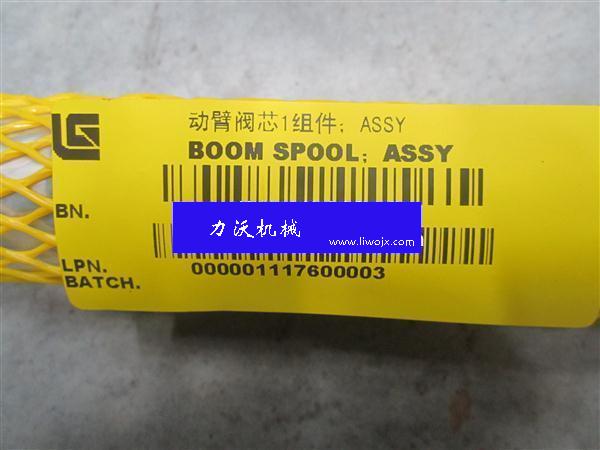 动臂阀芯1组件; ASSY
BOOM SPOOL; ASSY
BN.
力沃机械
www.liwojx.com
LPN.
000001117600003
BATCH.